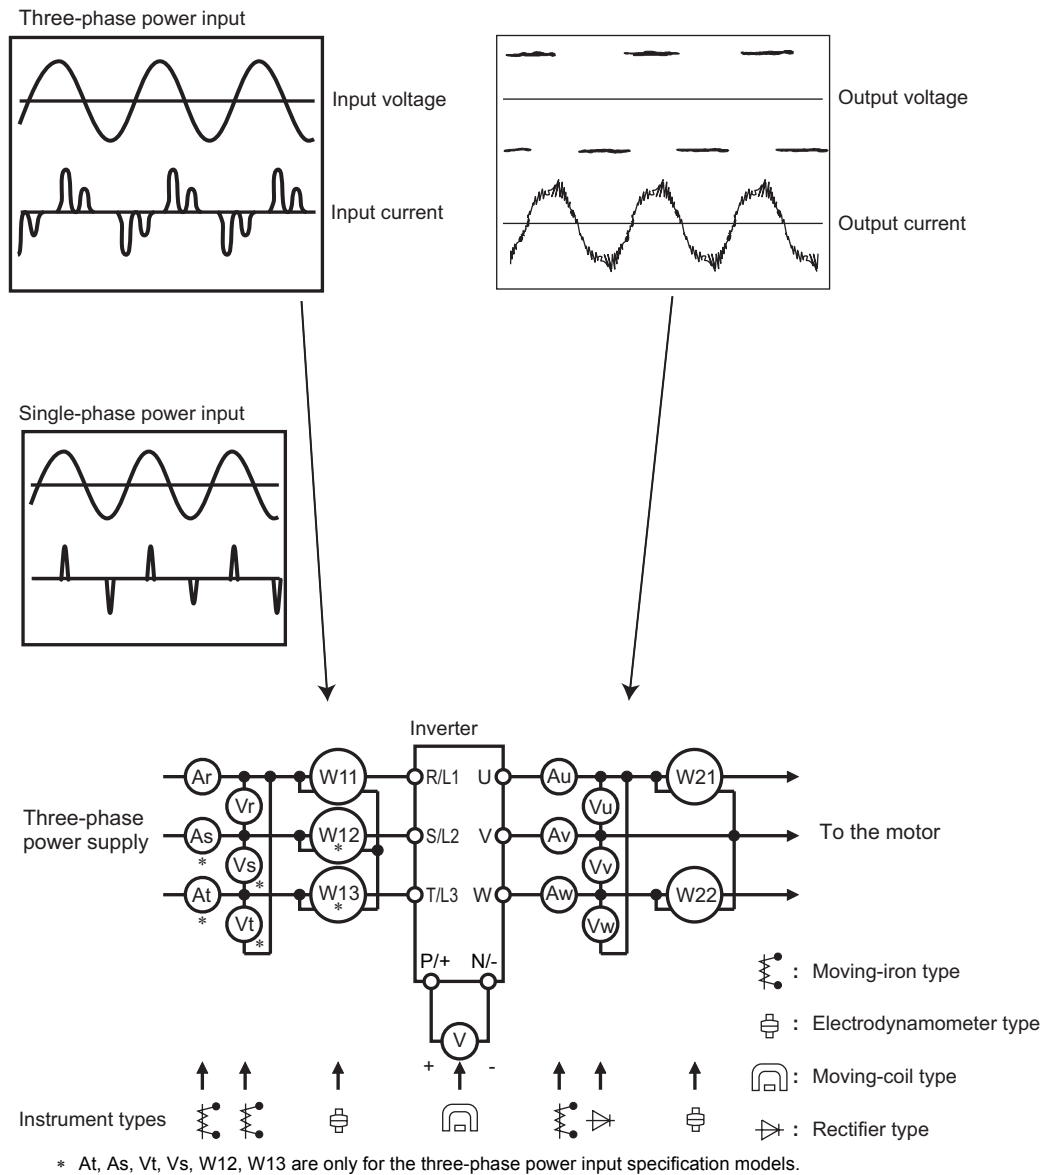 Three-phase power input
Input voltage
Input current
Output voltage
Output current
Single-phase power input
Inverter
Three-phase
power supply
Ar
Vr
W11
R/L1
U
Au
Vu
W21
As
*
Vs
*
W12
*
S/L2
V
Av
Vv
To the motor
At
*
Vt
*
W13
*
T/L3
W
Aw
Vw
W22
P/+
N/-
V
+
-
: Moving-iron type
: Electrodynamometer type
: Moving-coil type
: Rectifier type
Instrument types
* At, As, Vt, Vs, W12, W13 are only for the three-phase power input specification models.